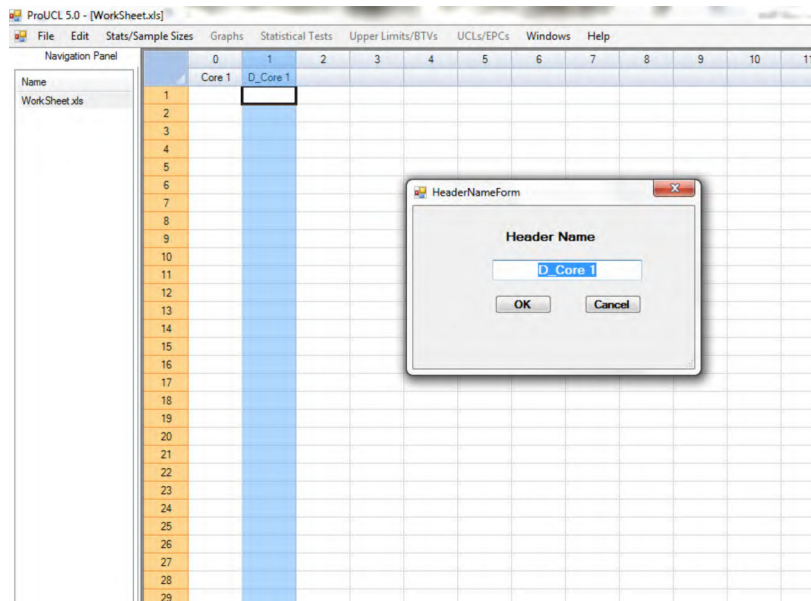 ProUCL 5.0 - [WorkSheet.xls]
File Edit Stats/Sample Sizes Graphs Statistical Tests Upper Limits/BTVs UCLs/EPCs Windows Help
Navigation Panel
Name
WorkSheet.xls
0 1 2 3 4 5 6 7 8 9 10 11
Core 1 D_Core 1
1
2
3
4
5
6
7
8
9
10
11
12
13
14
15
16
17
18
19
20
21
22
23
24
25
26
27
28
29
HeaderNameForm
Header Name
D_Core 1
OK Cancel